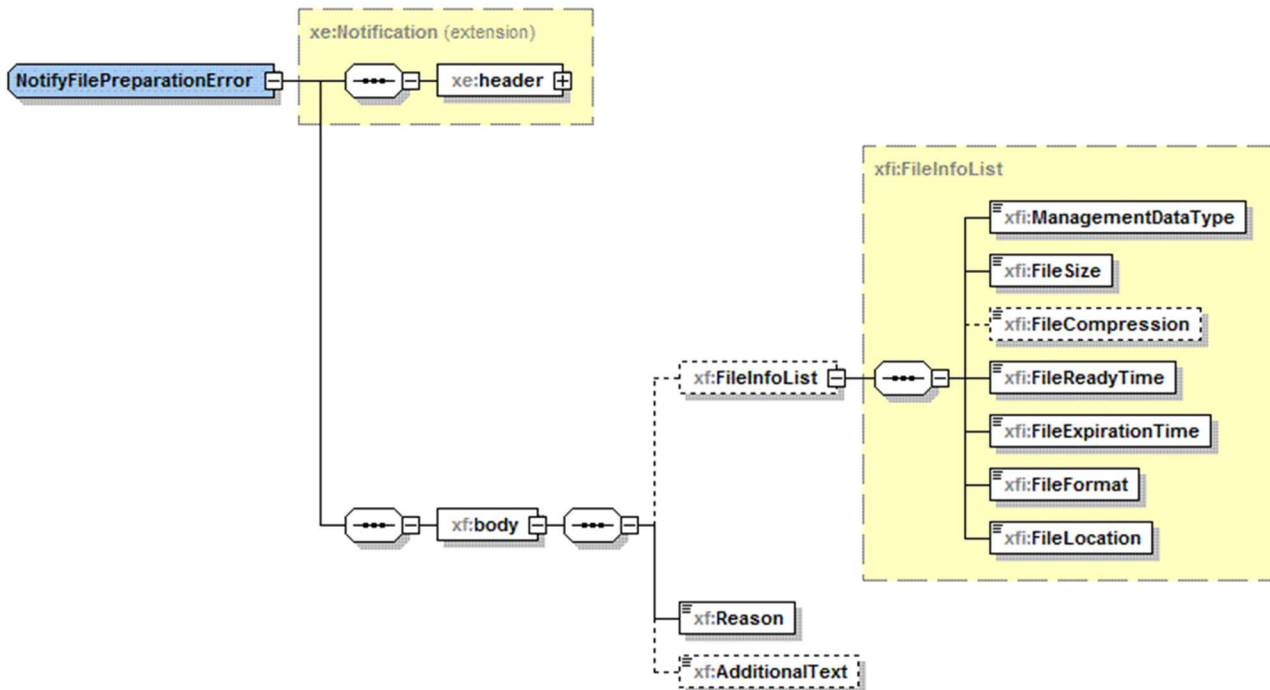 xe:Notification (extension)
NotifyFilePreparationError
xe:header
xfi:FileInfoList
xfi:ManagementDataType
xfi:FileSize
xfi:FileCompression
xf:FileInfoList
xfi:FileReadyTime
xfi:FileExpirationTime
xfi:FileFormat
xf:body
xfi:FileLocation
xf:Reason
xf:AdditionalText